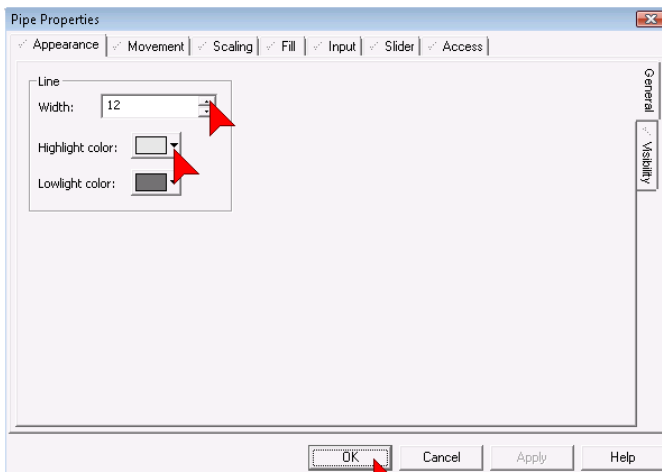 Pipe Properties
Appearance Movement Scaling Fill Input Slider Access
General
Visibility
Line
Width: 12
Highlight color:
Lowlight color:
OK Cancel Apply Help